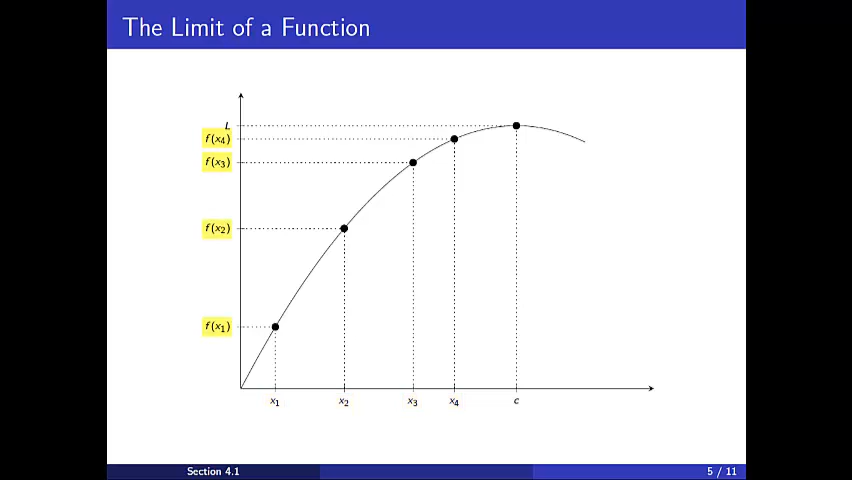 The Limit of a Function
L
f(x₄)
f(x₃)
f(x₂)
f(x₁)
x₁ x₂ x₃ x₄ c
Section 4.1 5 / 11